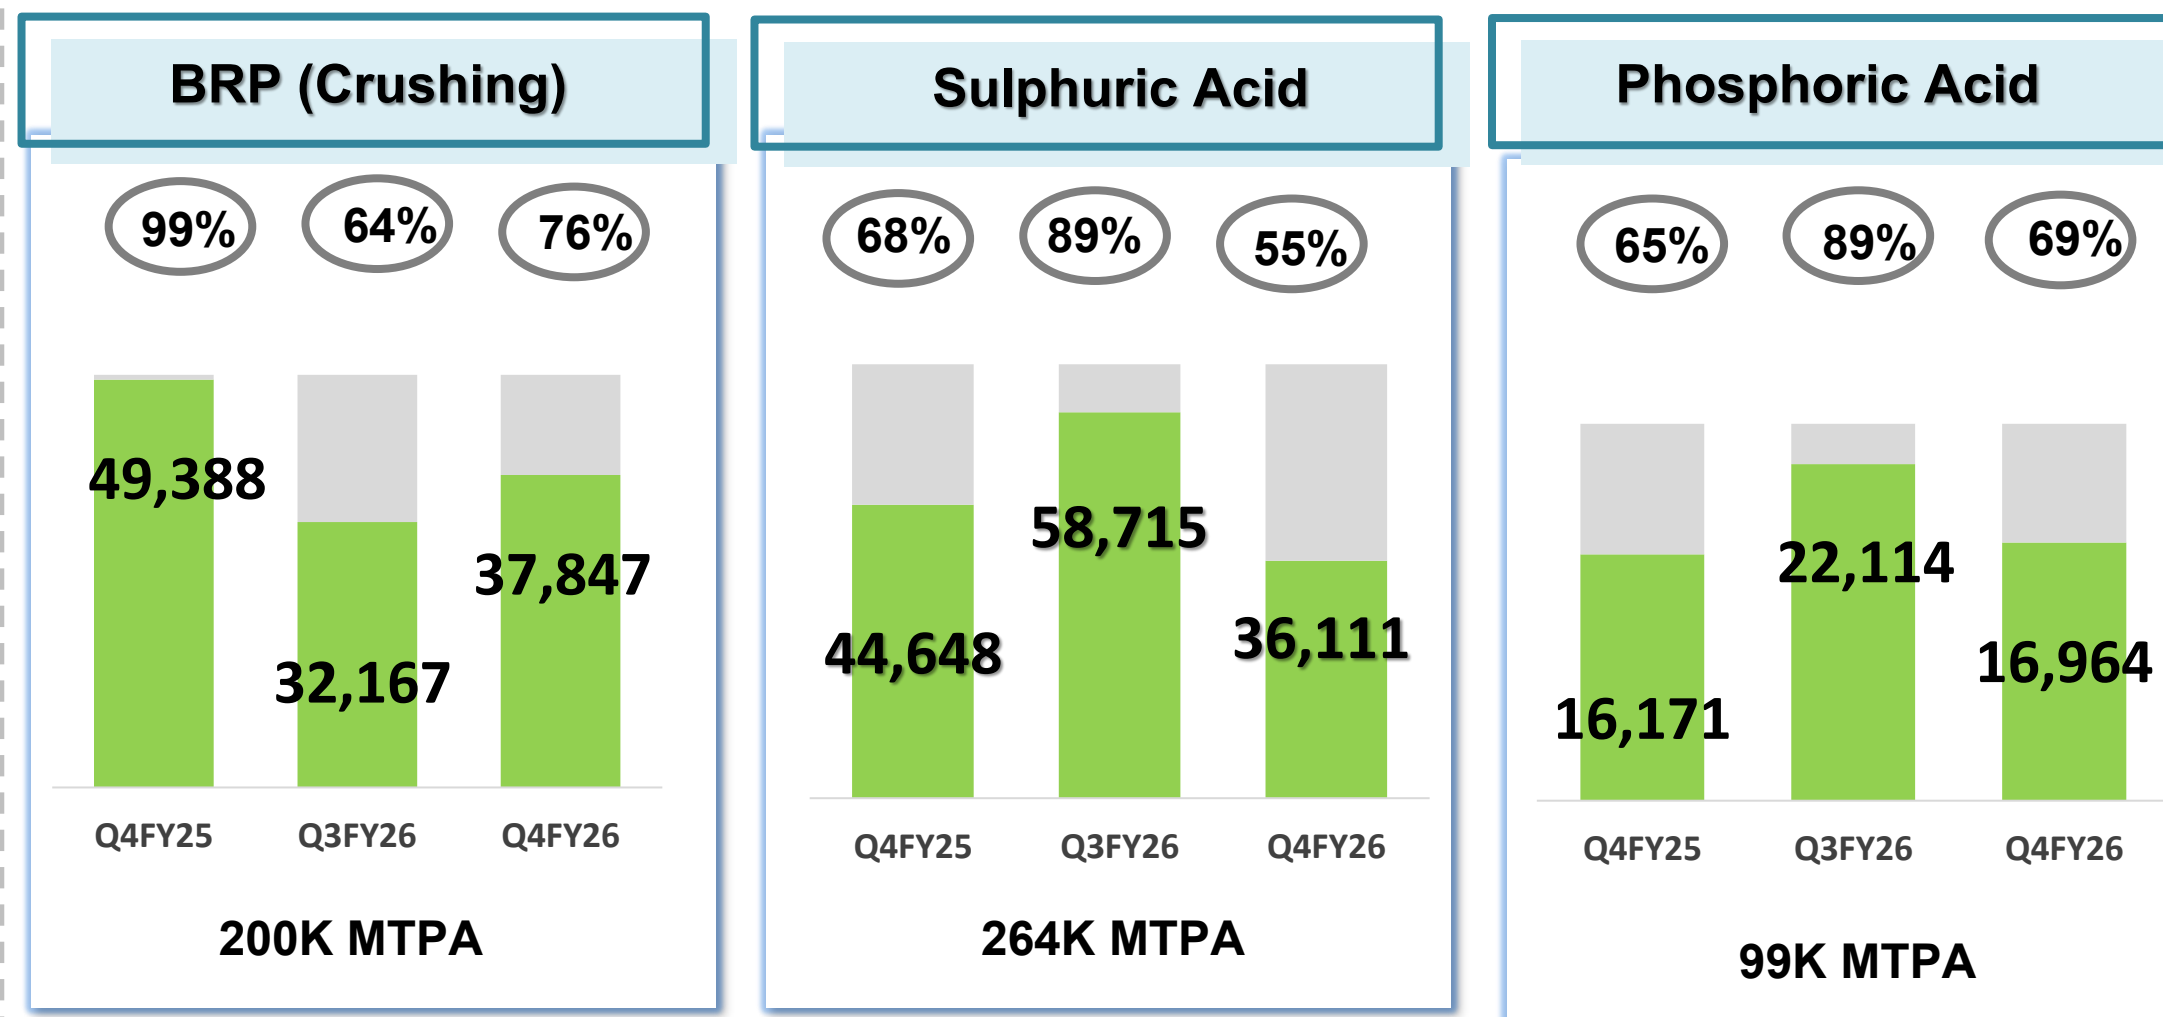 BRP (Crushing)
99% 64% 76%
49,388
32,167
37,847
Q4FY25 Q3FY26 Q4FY26
200K MTPA
Sulphuric Acid
68% 89% 55%
44,648
58,715
36,111
Q4FY25 Q3FY26 Q4FY26
264K MTPA
Phosphoric Acid
65% 89% 69%
16,171
22,114
16,964
Q4FY25 Q3FY26 Q4FY26
99K MTPA